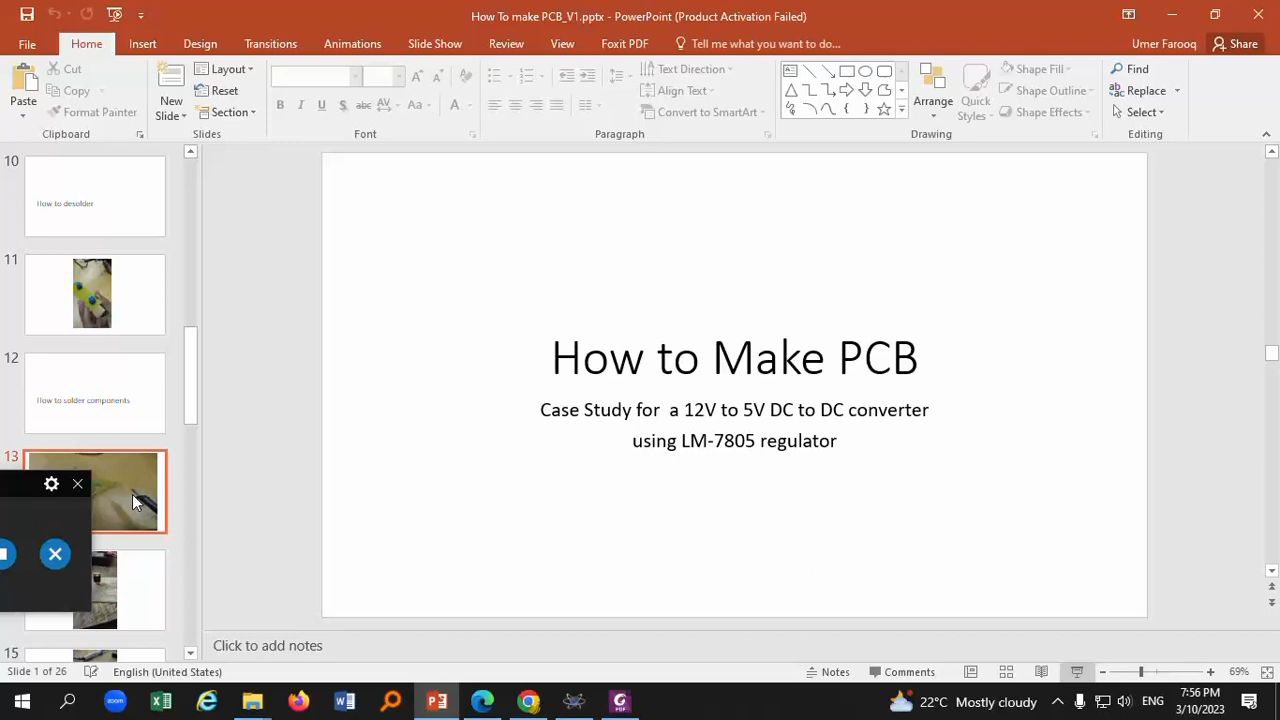 How To make PCB_V1.pptx - PowerPoint (Product Activation Failed)
File Home Insert Design Transitions Animations Slide Show Review View Foxit PDF Tell me what you want to do... Umer Farooq Share
Paste Cut Copy Format Painter Clipboard
New Slide Layout Reset Section Slides
B I U S abc AV Aa A Font
Text Direction Align Text Convert to SmartArt Paragraph
Arrange Quick Styles Shape Fill Shape Outline Shape Effects Drawing
Find Replace Select Editing
10
How to desolder
11
12
How to solder components
13
15
How to Make PCB
Case Study for a 12V to 5V DC to DC converter
using LM-7805 regulator
Click to add notes
Slide 1 of 26 English (United States) Notes Comments 69%
zoom 22°C Mostly cloudy ENG 7:56 PM
3/10/2023